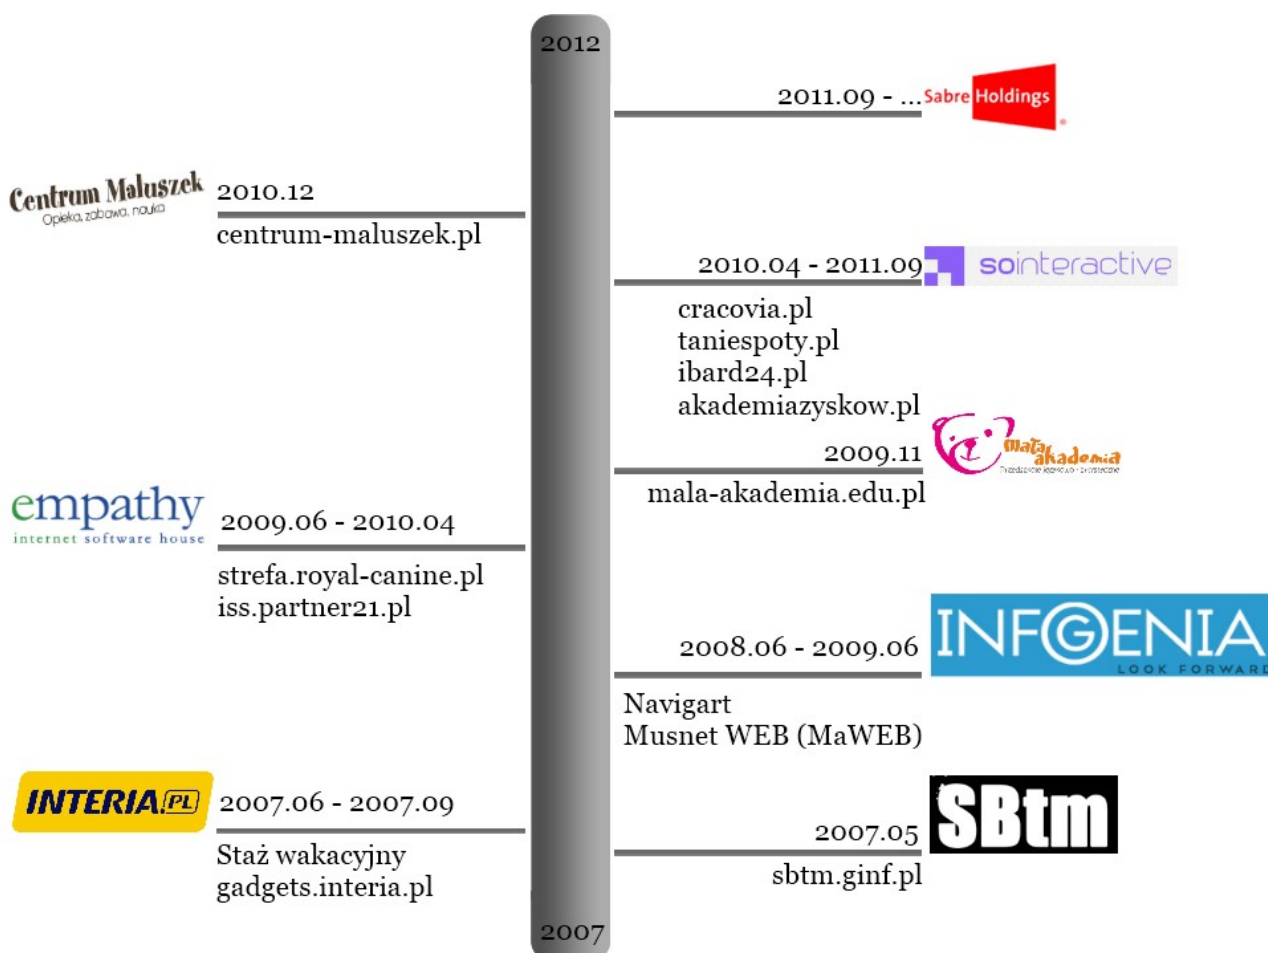 2012
2011.09 - ...
Sabre Holdings
Centrum Maluszek
Opieka, zabawa, nauka
2010.12
centrum-maluszek.pl
2010.04 - 2011.09
sointeractive
cracovia.pl
taniespoty.pl
ibard24.pl
akademiazyskow.pl
2009.11
mała akademia
mala-akademia.edu.pl
empathy
internet software house
2009.06 - 2010.04
strefa.royal-canine.pl
iss.partner21.pl
2008.06 - 2009.06
INFOGENIA
LOOK FORWARD
Navigart
Musnet WEB (MaWEB)
INTERIA.PL
2007.06 - 2007.09
Staż wakacyjny
gadgets.interia.pl
SBtm
2007.05
sbtm.ginf.pl
2007